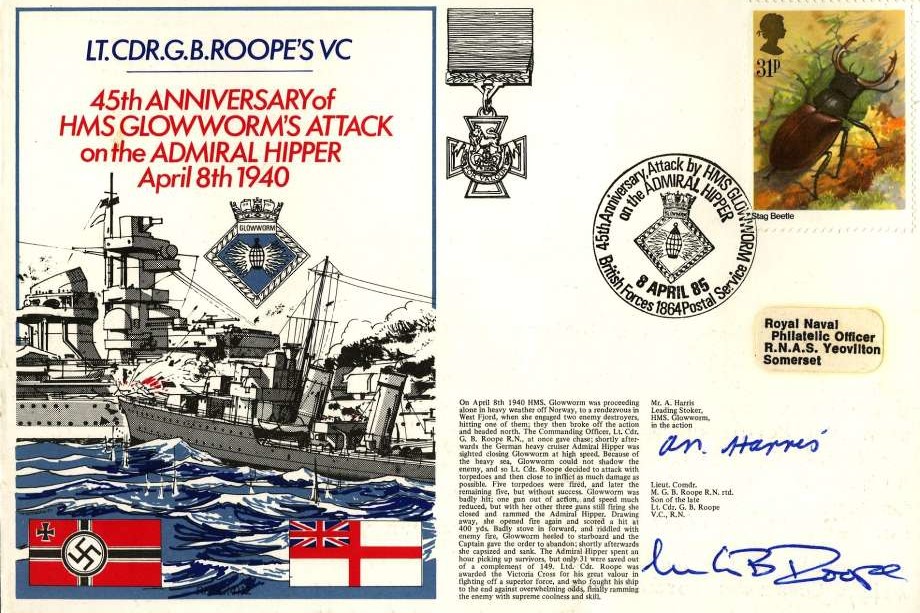 LT.CDR.G.B.ROOPE'S VC
45th ANNIVERSARY of
HMS GLOWWORM'S ATTACK
on the ADMIRAL HIPPER
April 8th 1940
GLOWWORM
31P
Stag Beetle
45th Anniversary, Attack by HMS GLOWWORM
on the ADMIRAL HIPPER
GLOWWORM
8 APRIL 85
British Forces 1864 Postal Service
Royal Naval
Philatelic Officer
R.N.A.S. Yeovilton
Somerset
On April 8th 1940 HMS. Glowworm was proceeding
alone in heavy weather off Norway, to a rendezvous in
West Fjord, when she engaged two enemy destroyers,
hitting one of them; they then broke off the action
and headed north. The Commanding Officer, Lt. Cdr.
G. B. Roope R.N., at once gave chase; shortly after-
wards the German heavy cruiser Admiral Hipper was
sighted closing Glowworm at high speed. Because of
the heavy sea, Glowworm could not shadow the
enemy, and so Lt. Cdr. Roope decided to attack with
torpedoes and then close to inflict as much damage as
possible. Five torpedoes were fired, and later the
remaining five, but without success. Glowworm was
badly hit; one gun out of action, and speed much
reduced, but with her other three guns still firing she
closed and rammed the Admiral Hipper. Drawing
away, she opened fire again and scored a hit at
400 yds. Badly stove in forward, and riddled with
enemy fire, Glowworm heeled to starboard and the
Captain gave the order to abandon; shortly afterwards
she capsized and sank. The Admiral Hipper spent an
hour picking up survivors, but only 31 were saved out
of a complement of 149. Ltd. Cdr. Roope was
awarded the Victoria Cross for his great valour in
fighting off a superior force, and who fought his ship
to the end against overwhelming odds, finally ramming
the enemy with supreme coolness and skill.
Mr. A. Harris
Leading Stoker,
HMS. Glowworm,
in the action
Harris
Lieut. Comdr.
M. G. B. Roope R.N. rtd.
Son of the late
Lt. Cdr. G. B. Roope
V.C., R.N.
G B Roope